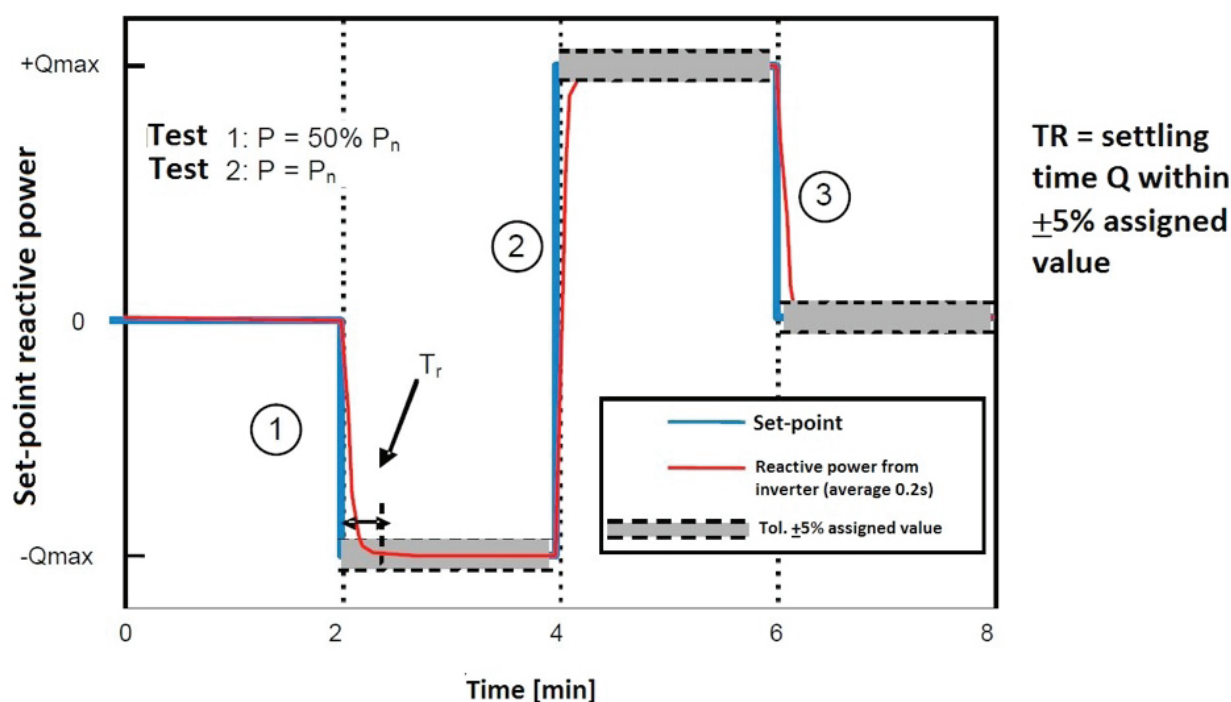 +Qmax
Test 1: P = 50% Pn
Test 2: P = Pn
TR = settling
time Q within
±5% assigned
value
Set-point reactive power
2
3
0
Tr
1
Set-point
Reactive power from
inverter (average 0.2s)
Tol. ±5% assigned value
-Qmax
0
2
4
6
8
Time [min]